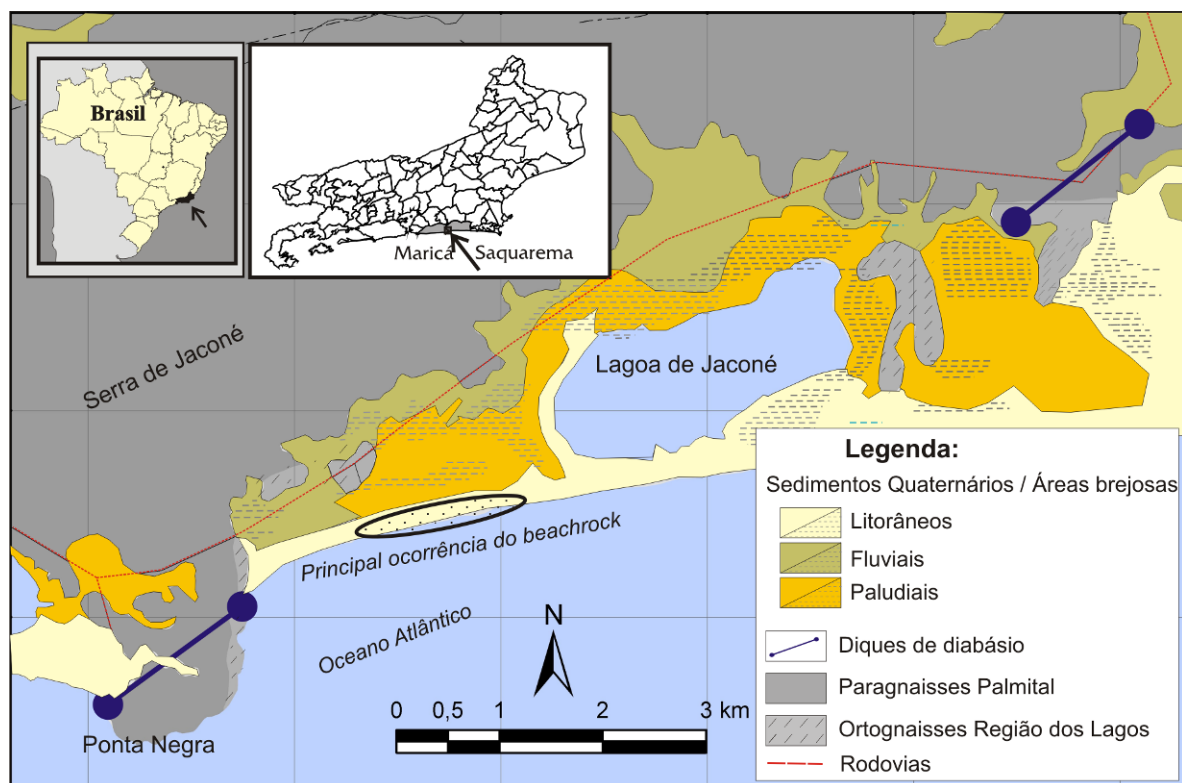 Brasil
Maricá Saquarema
Serra de Jaconé
Lagoa de Jaconé
Principal ocorrência do beachrock
Oceano Atlântico
Ponta Negra
N
0 0,5 1 2 3 km
Legenda:
Sedimentos Quaternários / Áreas brejosas
Litorâneos
Fluviais
Paludiais
Diques de diabásio
Paragnaisses Palmital
Ortognaisses Região dos Lagos
Rodovias